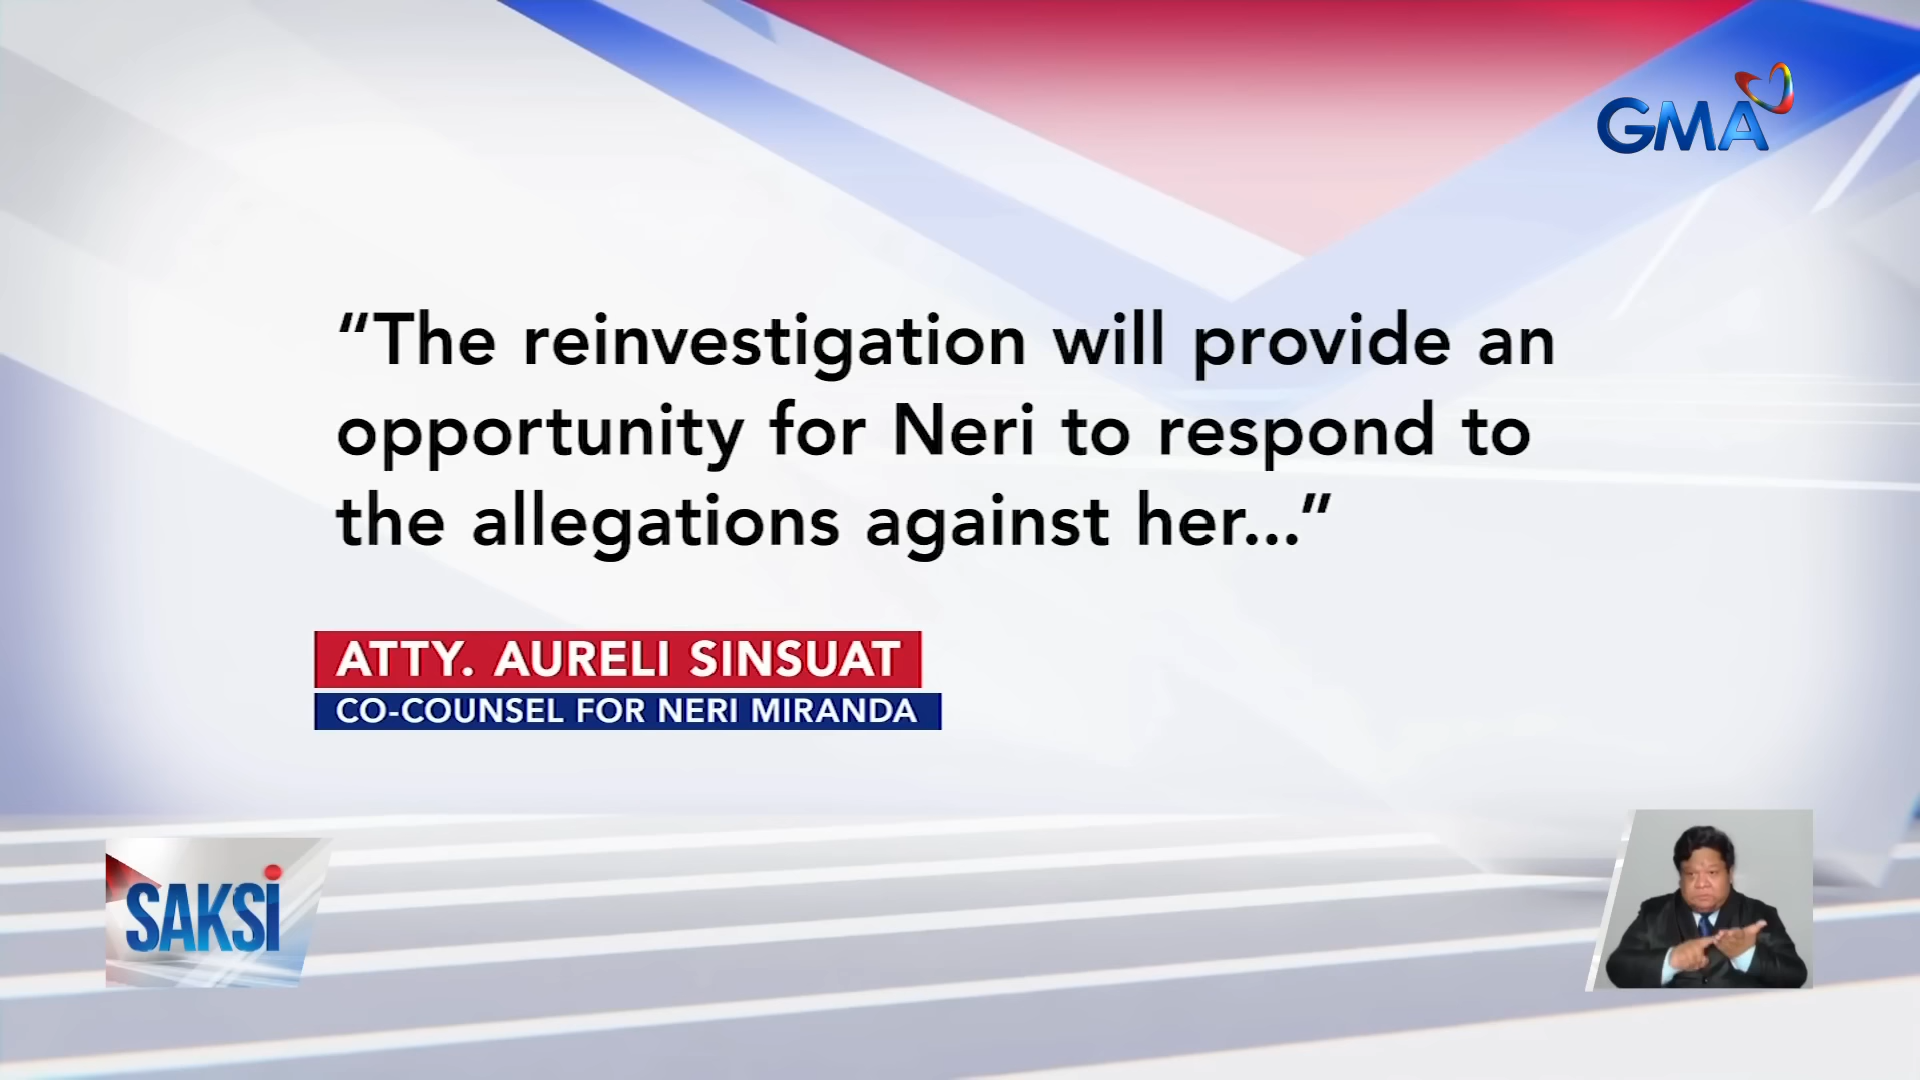 GMA
“The reinvestigation will provide an
opportunity for Neri to respond to
the allegations against her...”
ATTY. AURELI SINSUAT
CO-COUNSEL FOR NERI MIRANDA
SAKSi